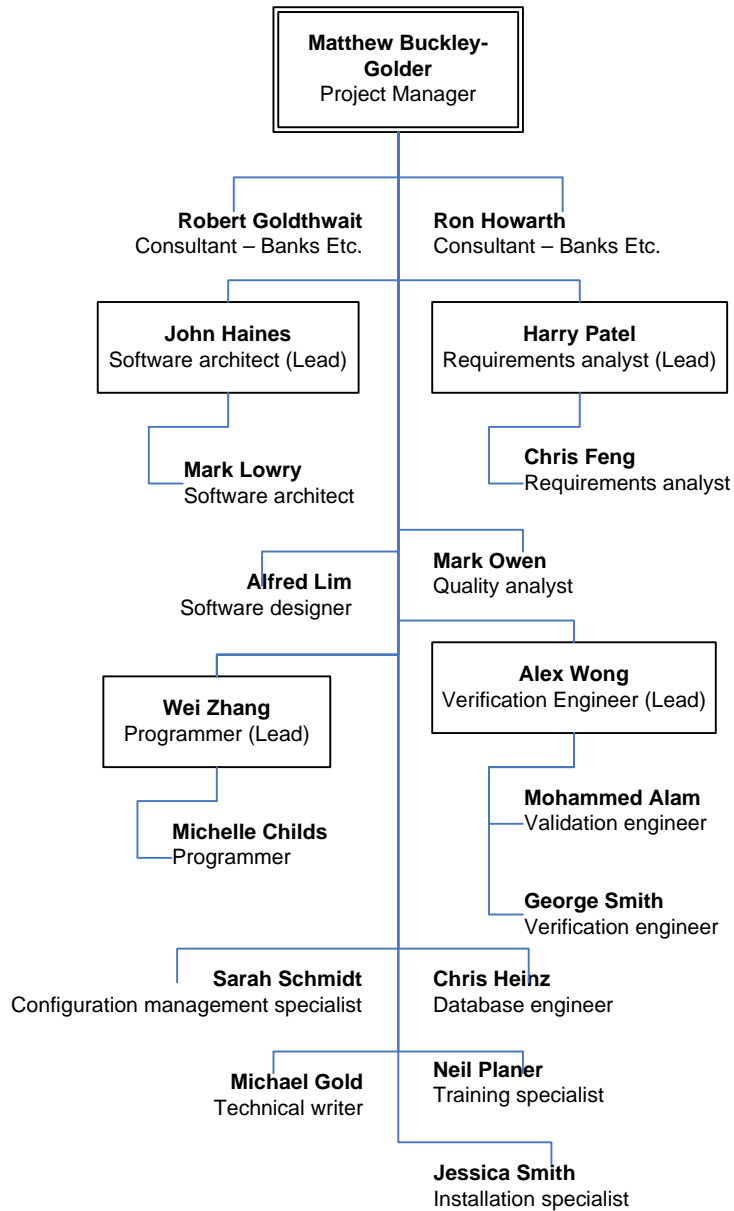 Matthew Buckley-
Golder
Project Manager
Robert Goldthwait
Consultant – Banks Etc.
Ron Howarth
Consultant – Banks Etc.
John Haines
Software architect (Lead)
Harry Patel
Requirements analyst (Lead)
Mark Lowry
Software architect
Chris Feng
Requirements analyst
Alfred Lim
Software designer
Mark Owen
Quality analyst
Wei Zhang
Programmer (Lead)
Alex Wong
Verification Engineer (Lead)
Michelle Childs
Programmer
Mohammed Alam
Validation engineer
George Smith
Verification engineer
Sarah Schmidt
Configuration management specialist
Chris Heinz
Database engineer
Michael Gold
Technical writer
Neil Planer
Training specialist
Jessica Smith
Installation specialist